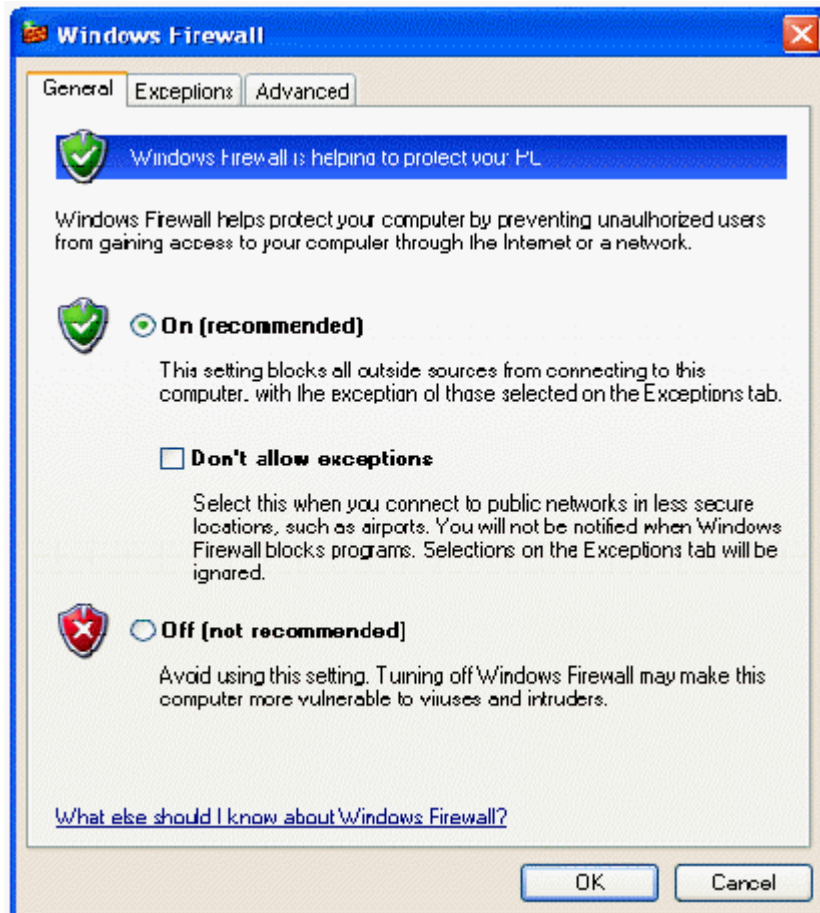 Windows Firewall
General Exceptions Advanced
Windows Firewall is helping to protect your PC
Windows Firewall helps protect your computer by preventing unauthorized users
from gaining access to your computer through the Internet or a network.
On (recommended)
This setting blocks all outside sources from connecting to this
computer, with the exception of those selected on the Exceptions tab.
Don't allow exceptions
Select this when you connect to public networks in less secure
locations, such as airports. You will not be notified when Windows
Firewall blocks programs. Selections on the Exceptions tab will be
ignored.
Off (not recommended)
Avoid using this setting. Turning off Windows Firewall may make this
computer more vulnerable to viruses and intruders.
What else should I know about Windows Firewall?
OK Cancel